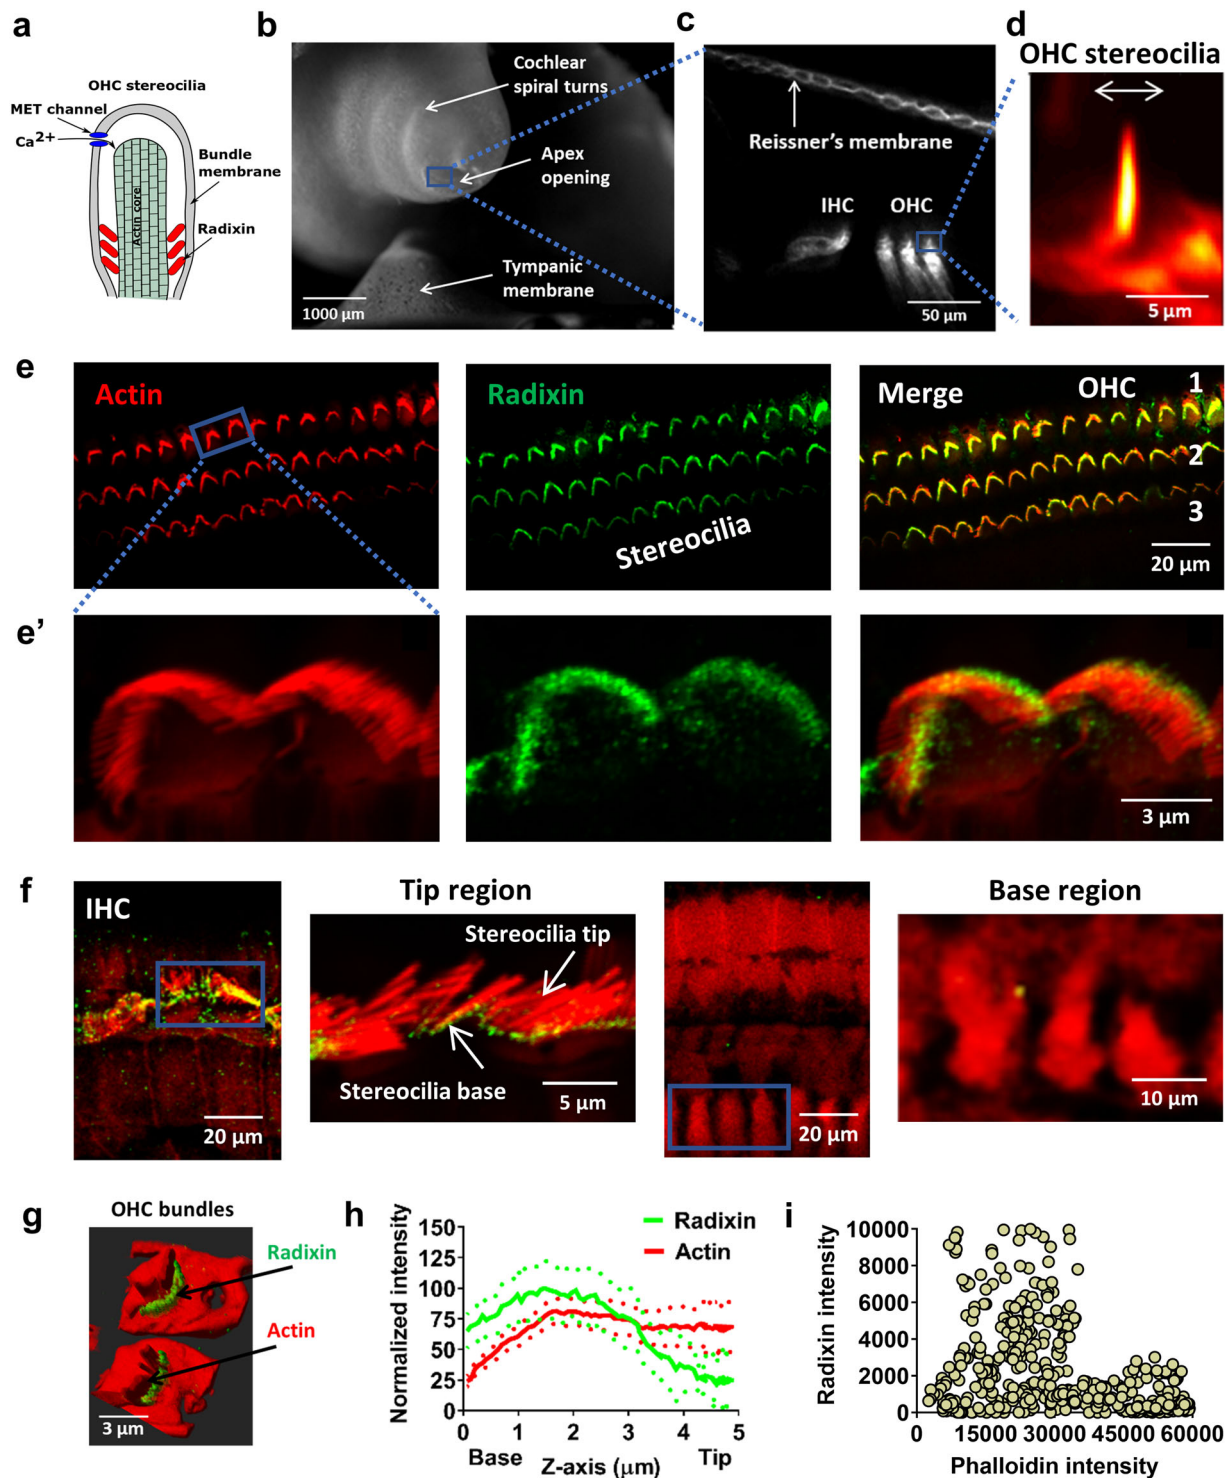 a
OHC stereocilia
MET channel
Ca2+
Bundle
membrane
Actin core
Radixin
b
Cochlear
spiral turns
Apex
opening
Tympanic
membrane
1000 µm
c
Reissner's membrane
IHC
OHC
50 µm
d
OHC stereocilia
5 µm
e
Actin
Radixin
Stereocilia
Merge
OHC
1
2
3
20 µm
e'
3 µm
f
IHC
20 µm
Tip region
Stereocilia tip
Stereocilia base
5 µm
20 µm
Base region
10 µm
g
OHC bundles
Radixin
Actin
3 µm
h
Normalized intensity
150
125
100
75
50
25
0
Radixin
Actin
0 1 2 3 4 5
Base Z-axis (µm) Tip
i
Radixin intensity
10000
8000
6000
4000
2000
0
0 15000 30000 45000 60000
Phalloidin intensity